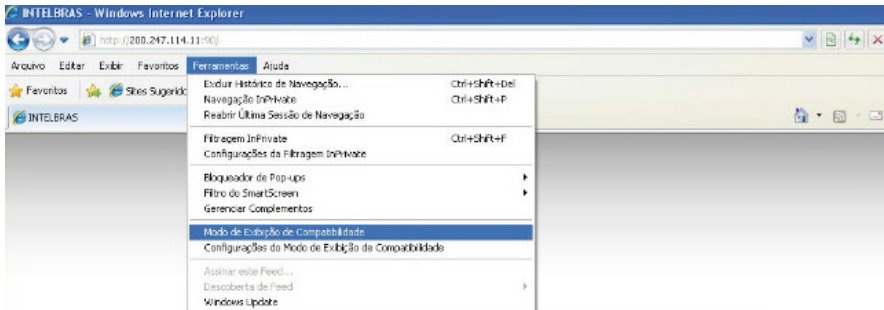 INTELBRAS - Windows Internet Explorer
http://200.247.114.11:90/
Arquivo Editar Exibir Favoritos Ferramentas Ajuda
Favoritos Sites Sugerido
INTELBRAS
Excluir Histórico de Navegação... Ctrl+Shift+Del
Navegação InPrivate Ctrl+Shift+P
Reabrir Última Sessão de Navegação
Filtragem InPrivate Ctrl+Shift+F
Configurações da Filtragem InPrivate
Bloqueador de Pop-ups
Filtro do SmartScreen
Gerenciar Complementos
Modo de Exibição de Compatibilidade
Configurações do Modo de Exibição de Compatibilidade
Assinar este Feed...
Descoberta de Feed
Windows Update